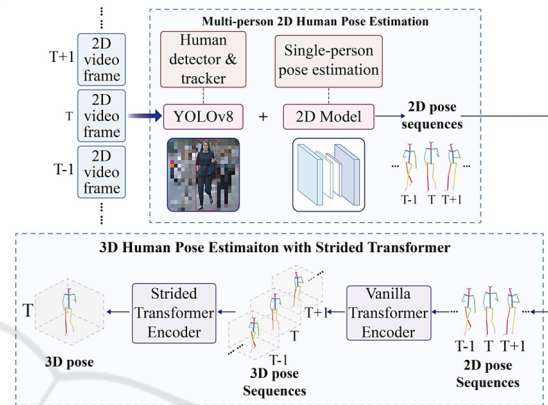 Multi-person 2D Human Pose Estimation
T+1
2D
video
frame
T
2D
video
frame
T-1
2D
video
frame
Human
detector &
tracker
Single-person
pose estimation
YOLOv8
+
2D Model
2D pose
sequences
T-1 T T+1
3D Human Pose Estimaiton with Strided Transformer
T
3D pose
Strided
Transformer
Encoder
T+1
T
T-1
3D pose
Sequences
Vanilla
Transformer
Encoder
T-1 T T+1
2D pose
Sequences